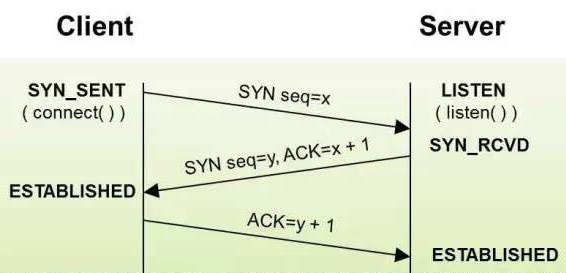 Client
Server
SYN_SENT
( connect( ) )
SYN seq=x
LISTEN
( listen( ) )
SYN_RCVD
SYN seq=y, ACK=x + 1
ESTABLISHED
ACK=y + 1
ESTABLISHED